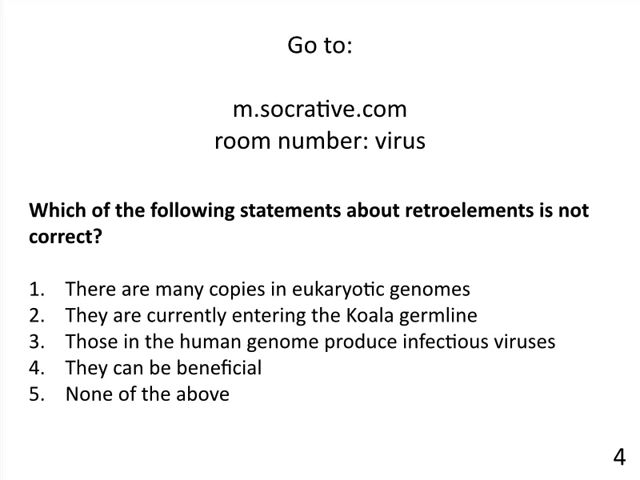 Go to:
m.socrative.com
room number: virus
Which of the following statements about retroelements is not
correct?
1. There are many copies in eukaryotic genomes
2. They are currently entering the Koala germline
3. Those in the human genome produce infectious viruses
4. They can be beneficial
5. None of the above
4